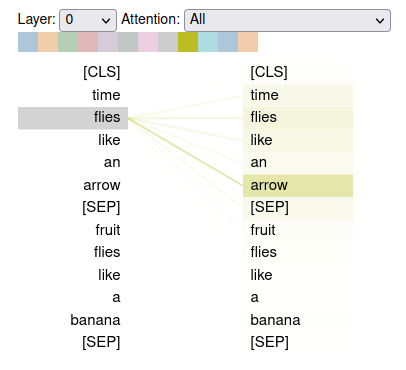 Layer: 0 Attention: All
[CLS] [CLS]
time time
flies flies
like like
an an
arrow arrow
[SEP] [SEP]
fruit fruit
flies flies
like like
a a
banana banana
[SEP] [SEP]